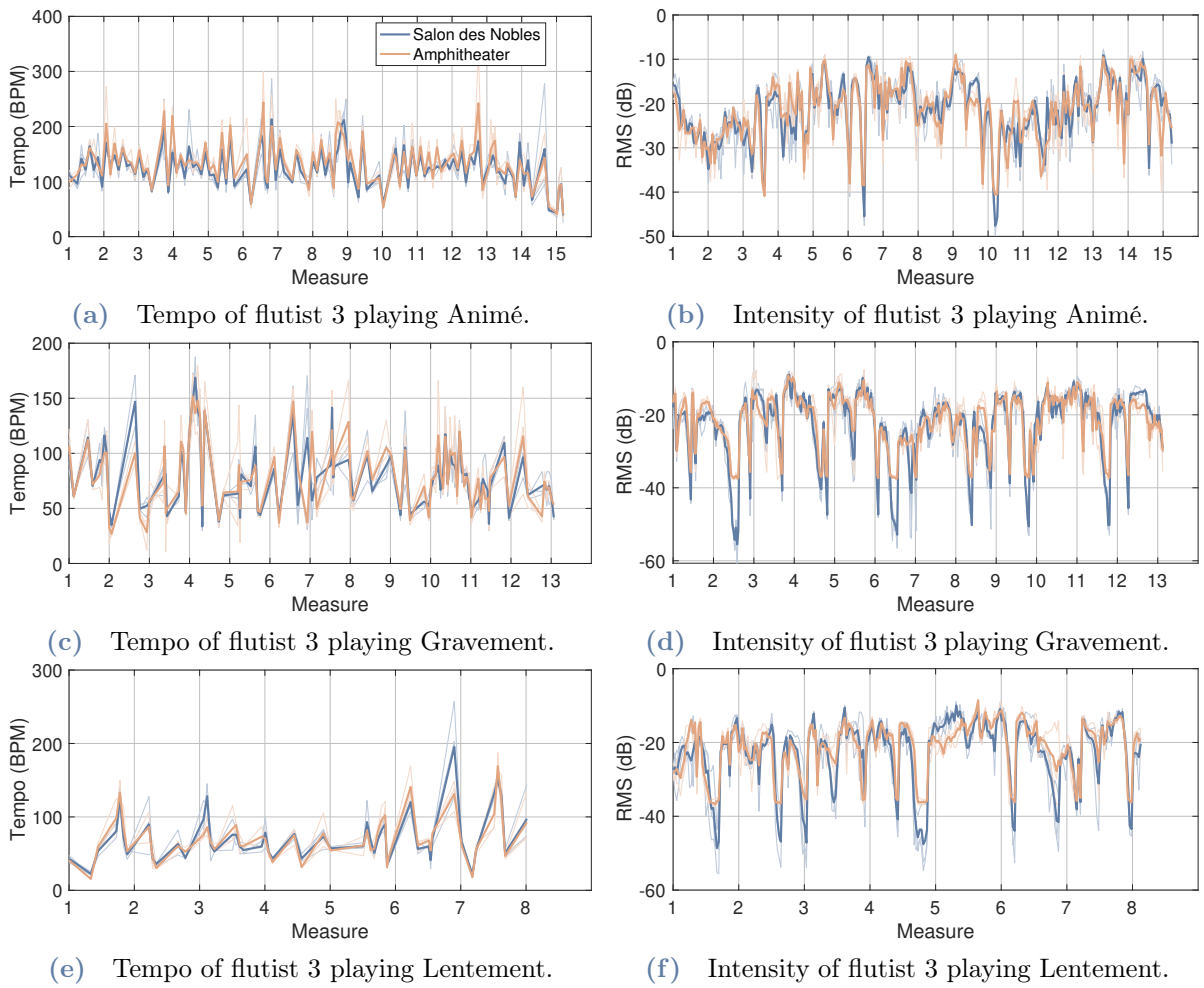 400
300
200
100
0
Tempo (BPM)
Salon des Nobles
Amphitheater
1 2 3 4 5 6 7 8 9 10 11 12 13 14 15
Measure
(a) Tempo of flutist 3 playing Animé.
0
-10
-20
-30
-40
-50
RMS (dB)
1 2 3 4 5 6 7 8 9 10 11 12 13 14 15
Measure
(b) Intensity of flutist 3 playing Animé.
200
150
100
50
0
Tempo (BPM)
1 2 3 4 5 6 7 8 9 10 11 12 13
Measure
(c) Tempo of flutist 3 playing Gravement.
0
-20
-40
-60
RMS (dB)
1 2 3 4 5 6 7 8 9 10 11 12 13
Measure
(d) Intensity of flutist 3 playing Gravement.
300
200
100
0
Tempo (BPM)
1 2 3 4 5 6 7 8
Measure
(e) Tempo of flutist 3 playing Lentement.
0
-20
-40
-60
RMS (dB)
1 2 3 4 5 6 7 8
Measure
(f) Intensity of flutist 3 playing Lentement.